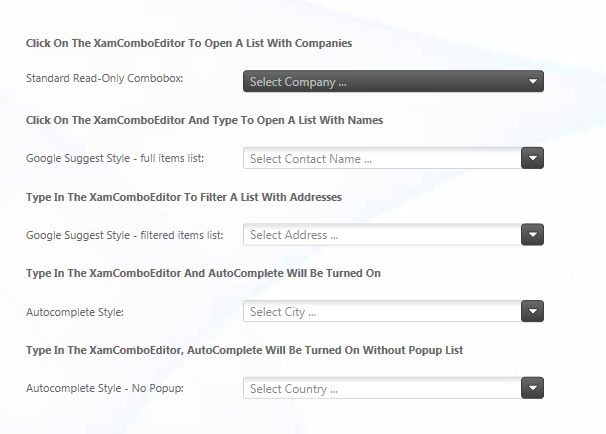 Click On The XamComboEditor To Open A List With Companies
Standard Read-Only Combobox: Select Company ...
Click On The XamComboEditor And Type To Open A List With Names
Google Suggest Style - full items list: Select Contact Name ...
Type In The XamComboEditor To Filter A List With Addresses
Google Suggest Style - filtered items list: Select Address ...
Type In The XamComboEditor And AutoComplete Will Be Turned On
Autocomplete Style: Select City ...
Type In The XamComboEditor, AutoComplete Will Be Turned On Without Popup List
Autocomplete Style - No Popup: Select Country ...